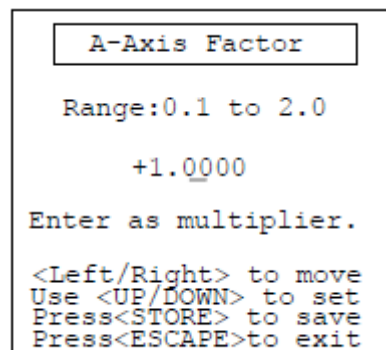 A-Axis Factor
Range:0.1 to 2.0
+1.0000
Enter as multiplier.
<Left/Right> to move
Use <UP/DOWN> to set
Press<STORE> to save
Press<ESCAPE>to exit